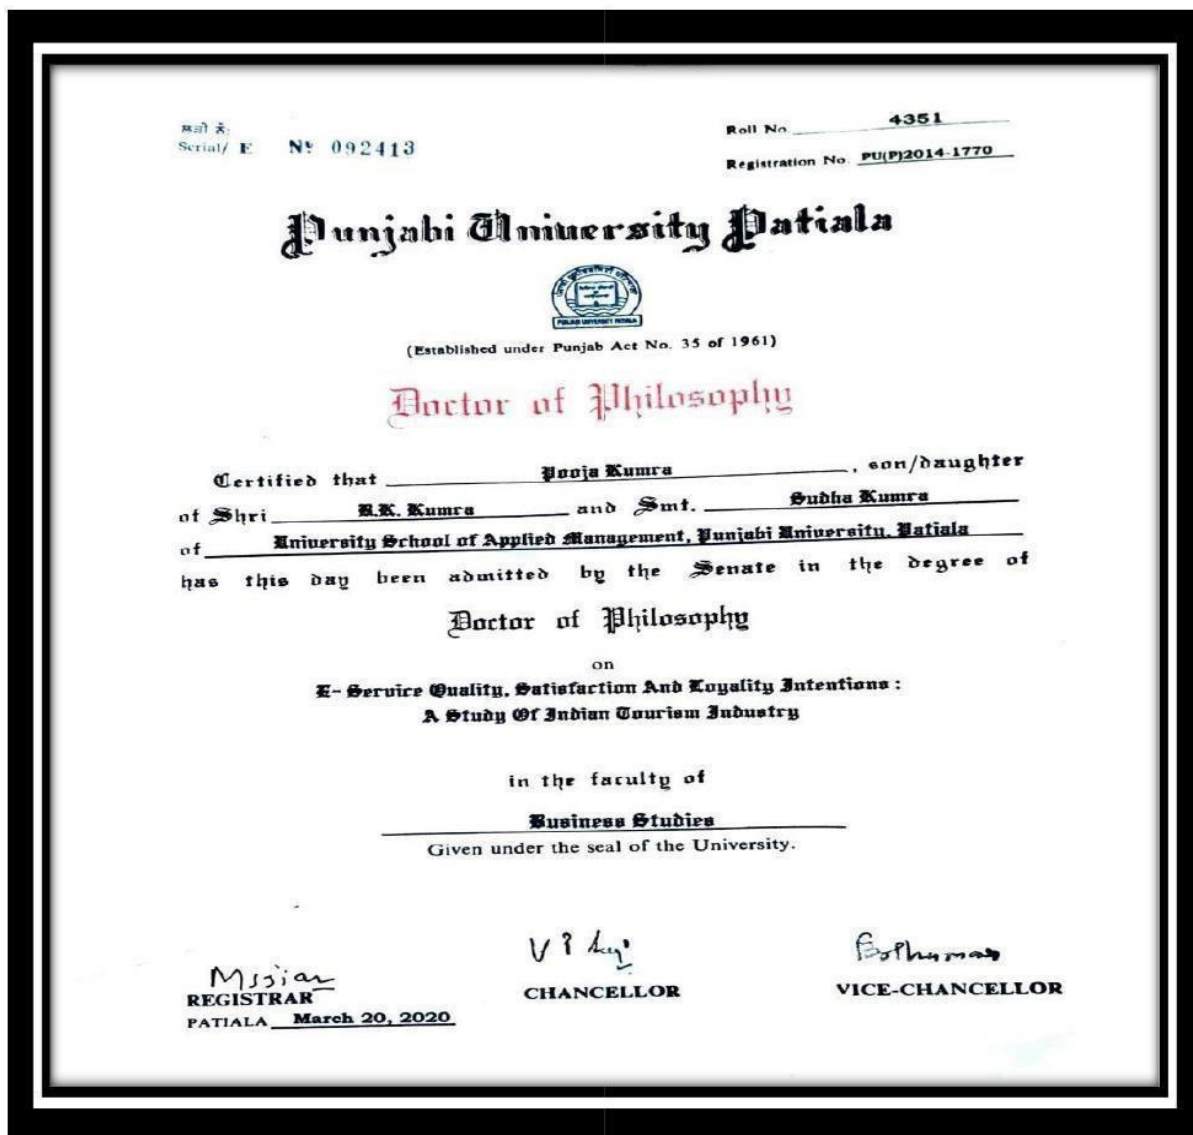 ਲੜੀ ਨੰ:
Serial/ E Nº 092413
Roll No 4351
Registration No. PU(P)2014-1770
Punjabi University Patiala
PUNJABI UNIVERSITY PATIALA
(Established under Punjab Act No. 35 of 1961)
Doctor of Philosophy
Certified that Pooja Kumra, son/daughter
of Shri R.K. Kumra and Smt. Sudha Kumra
of University School of Applied Management, Punjabi University, Patiala
has this day been admitted by the Senate in the degree of
Doctor of Philosophy
on
E- Service Quality, Satisfaction And Loyality Intentions :
A Study Of Indian Tourism Industry
in the faculty of
Business Studies
Given under the seal of the University.
REGISTRAR
CHANCELLOR
VICE-CHANCELLOR
PATIALA March 20, 2020